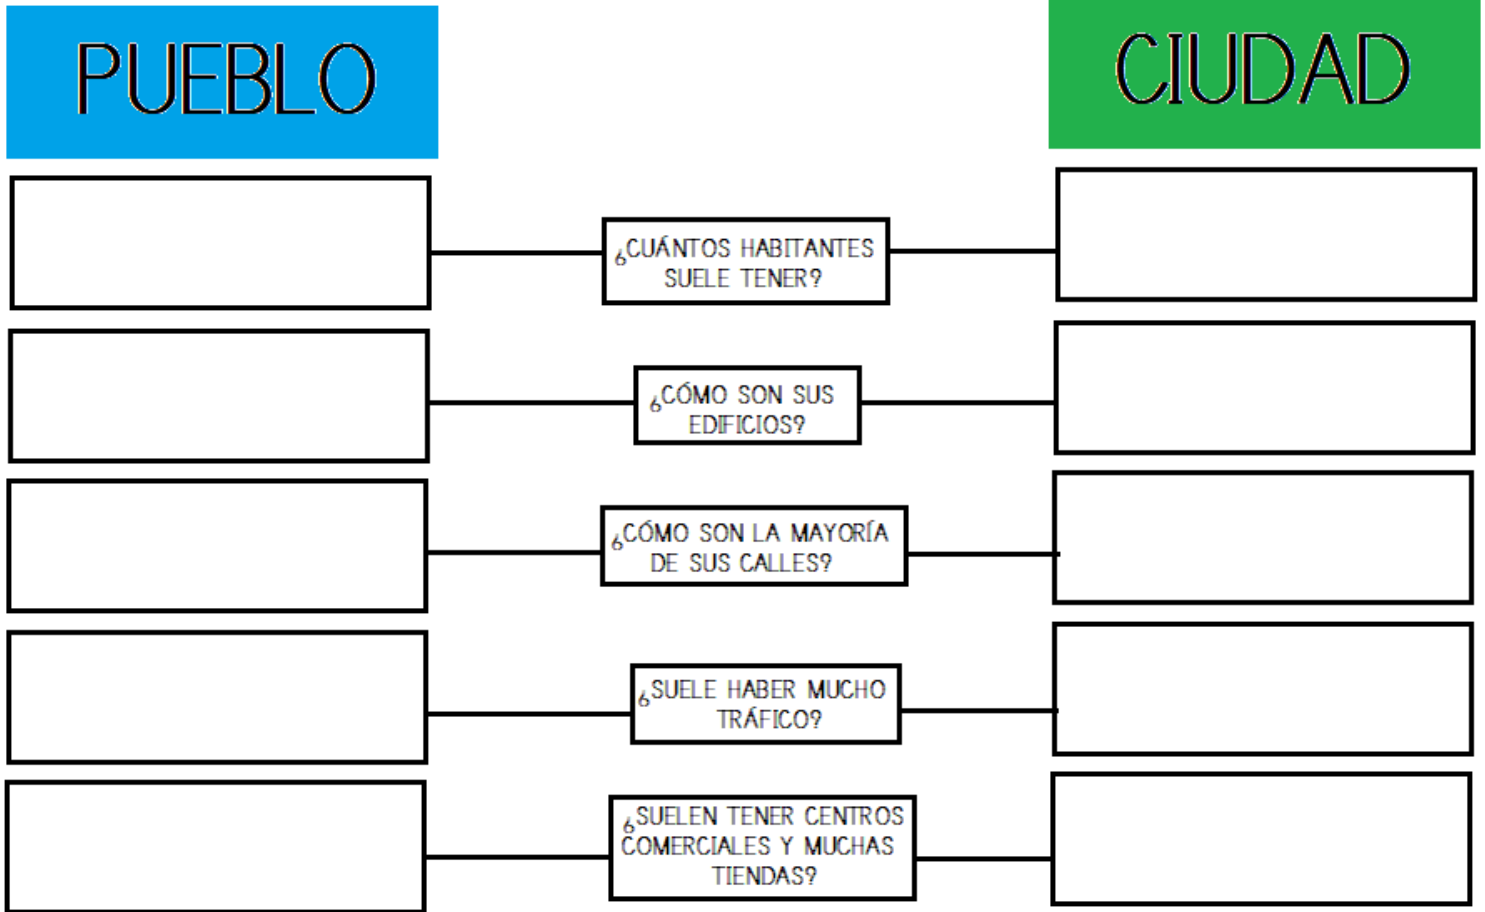 PUEBLO
CIUDAD
¿CUÁNTOS HABITANTES
SUELE TENER?
¿CÓMO SON SUS
EDIFICIOS?
¿CÓMO SON LA MAYORÍA
DE SUS CALLES?
¿SUELE HABER MUCHO
TRÁFICO?
¿SUELEN TENER CENTROS
COMERCIALES Y MUCHAS
TIENDAS?